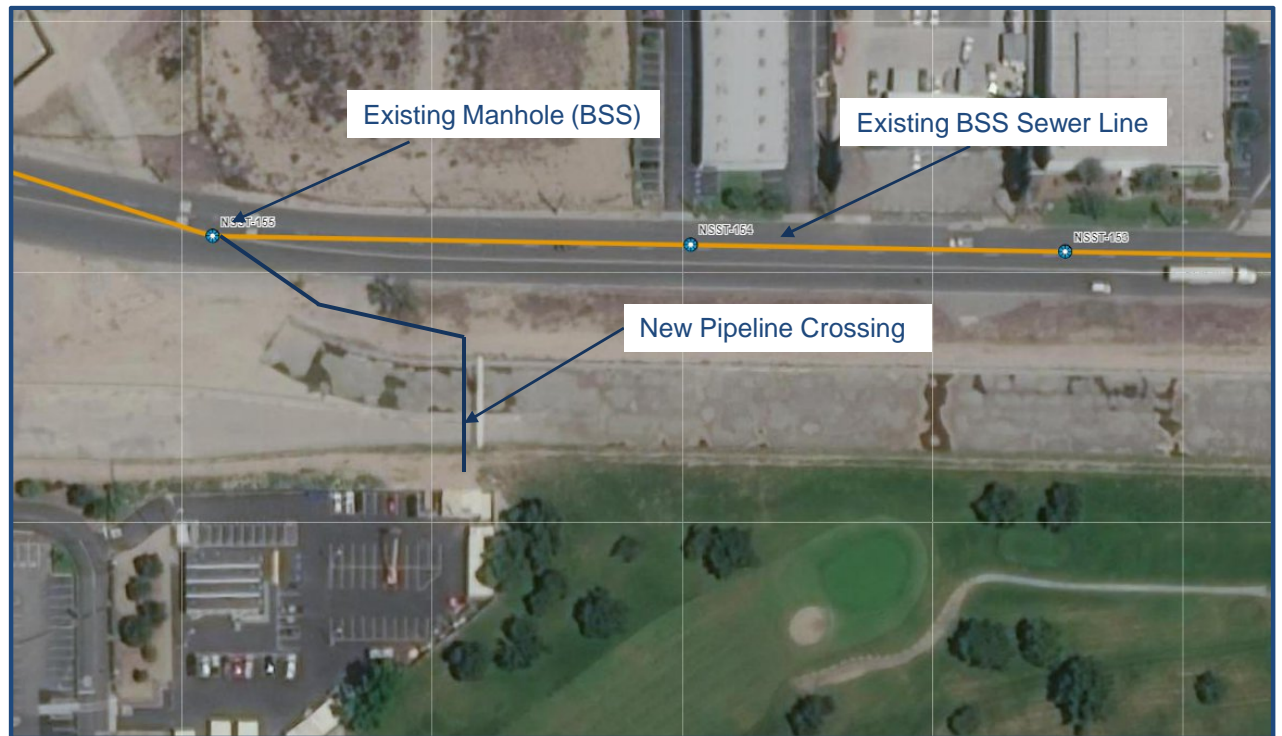 Existing Manhole (BSS)
Existing BSS Sewer Line
NSST-155
NSST-154
NSST-153
New Pipeline Crossing